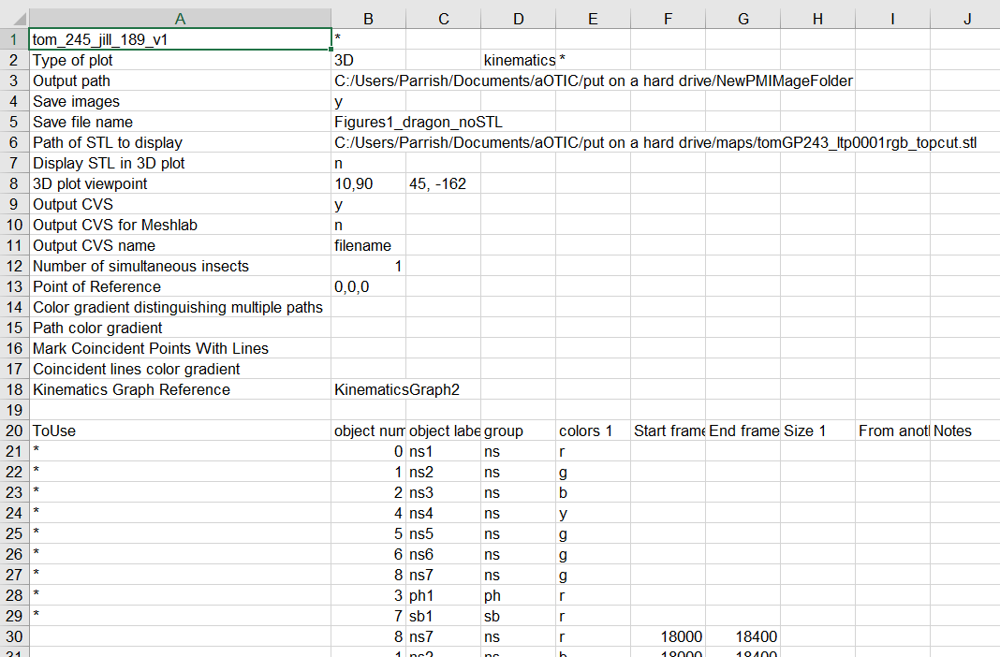 A B C D E F G H I J
1 tom_245_jill_189_v1 *
2 Type of plot 3D kinematics *
3 Output path C:/Users/Parrish/Documents/aOTIC/put on a hard drive/NewPMIMageFolder
4 Save images y
5 Save file name Figures1_dragon_noSTL
6 Path of STL to display C:/Users/Parrish/Documents/aOTIC/put on a hard drive/maps/tomGP243_ltp0001rgb_topcut.stl
7 Display STL in 3D plot n
8 3D plot viewpoint 10,90 45, -162
9 Output CVS y
10 Output CVS for Meshlab n
11 Output CVS name filename
12 Number of simultaneous insects 1
13 Point of Reference 0,0,0
14 Color gradient distinguishing multiple paths
15 Path color gradient
16 Mark Coincident Points With Lines
17 Coincident lines color gradient
18 Kinematics Graph Reference KinematicsGraph2
19
20 ToUse object num object labe group colors 1 Start frame End frame Size 1 From anotl Notes
21 * 0 ns1 ns r
22 * 1 ns2 ns g
23 * 2 ns3 ns b
24 * 4 ns4 ns y
25 * 5 ns5 ns g
26 * 6 ns6 ns g
27 * 8 ns7 ns g
28 * 3 ph1 ph r
29 * 7 sb1 sb r
30 8 ns7 ns r 18000 18400
31 1 ns2 ns b 18000 18400